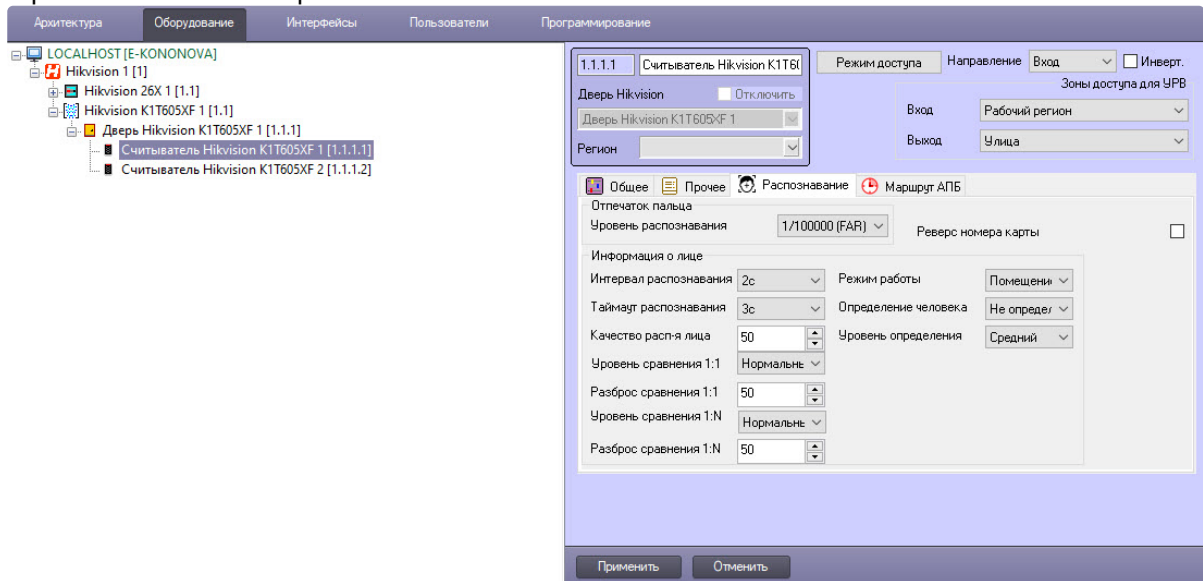 Архитектура Оборудование Интерфейсы Пользователи Программирование
LOCALHOST [E-KONONOVA]
Hikvision 1 [1]
Hikvision 26X 1 [1.1]
Hikvision K1T605XF 1 [1.1]
Дверь Hikvision K1T605XF 1 [1.1.1]
Считыватель Hikvision K1T605XF 1 [1.1.1.1]
Считыватель Hikvision K1T605XF 2 [1.1.1.2]
1.1.1.1 Считыватель Hikvision K1T6(
Дверь Hikvision Отключить
Дверь Hikvision K1T605XF 1
Регион
Режим доступа Направление Вход Инверт.
Зоны доступа для УРВ
Вход Рабочий регион
Выход Улица
Общее Прочее Распознавание Маршрут АПБ
Отпечаток пальца
Уровень распознавания 1/100000 (FAR) Реверс номера карты
Информация о лице
Интервал распознавания 2с Режим работы Помещени
Таймаут распознавания 3с Определение человека Не опреде
Качество расп-я лица 50 Уровень определения Средний
Уровень сравнения 1:1 Нормальн
Разброс сравнения 1:1 50
Уровень сравнения 1:N Нормальн
Разброс сравнения 1:N 50
Применить Отменить